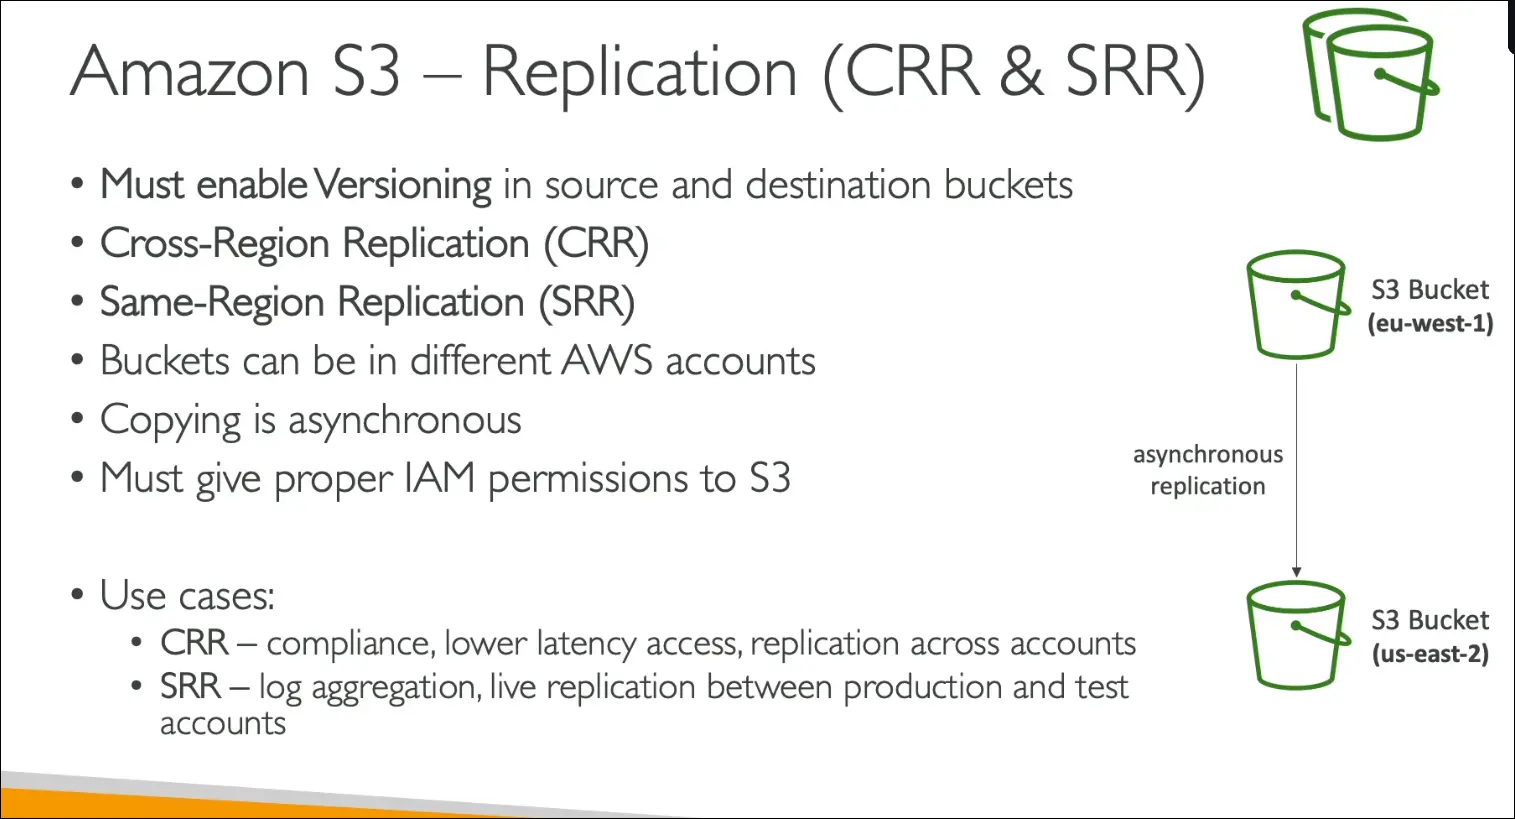 Amazon S3 – Replication (CRR & SRR)
• Must enable Versioning in source and destination buckets
• Cross-Region Replication (CRR)
• Same-Region Replication (SRR)
• Buckets can be in different AWS accounts
• Copying is asynchronous
• Must give proper IAM permissions to S3
• Use cases:
• CRR – compliance, lower latency access, replication across accounts
• SRR – log aggregation, live replication between production and test
accounts
S3 Bucket
(eu-west-1)
asynchronous
replication
S3 Bucket
(us-east-2)